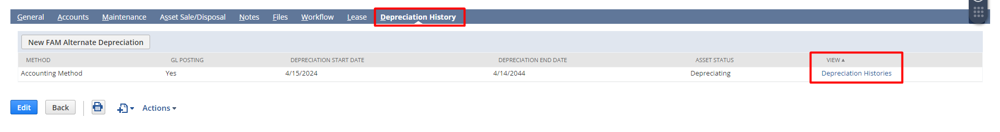 General Accounts Maintenance Asset Sale/Disposal Notes Files Workflow Lease Depreciation History
New FAM Alternate Depreciation
METHOD GL POSTING DEPRECIATION START DATE DEPRECIATION END DATE ASSET STATUS VIEW ▲
Accounting Method Yes 4/15/2024 4/14/2044 Depreciating Depreciation Histories
Edit Back Actions